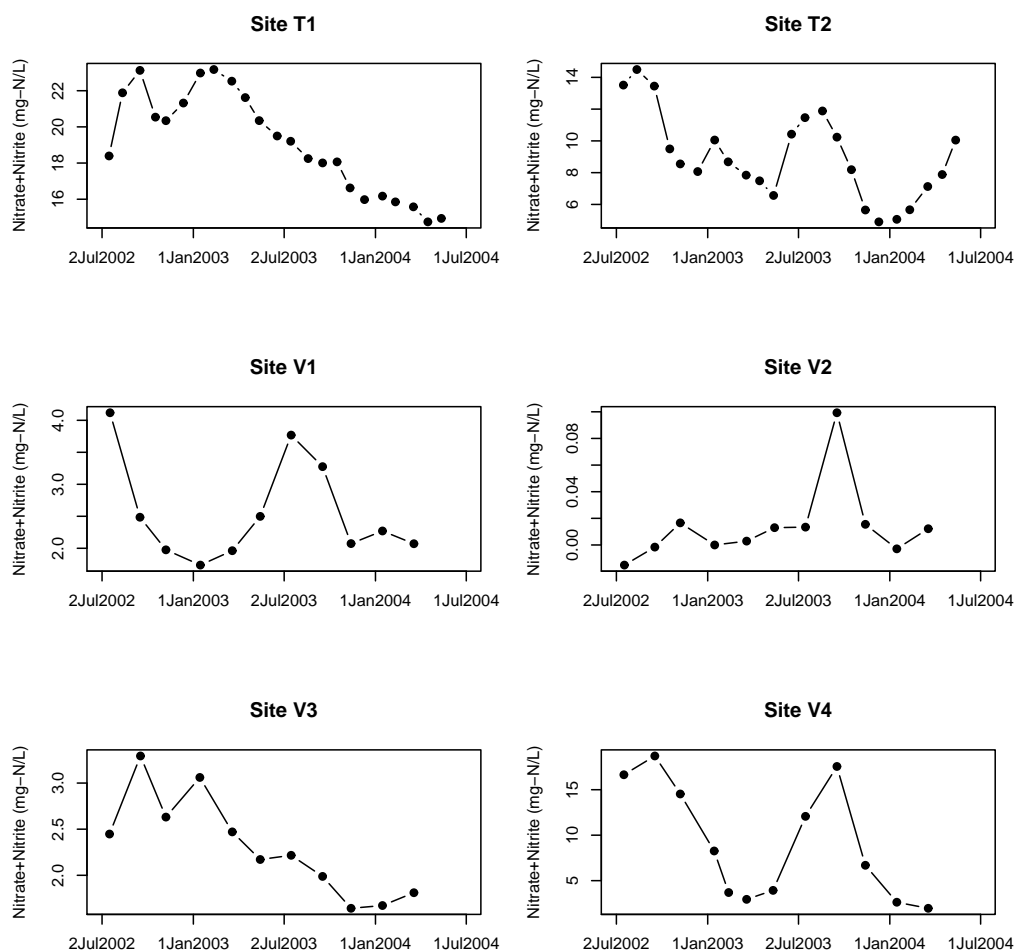 Site T1
Nitrate+Nitrite (mg−N/L)
22
20
18
16
2Jul2002 1Jan2003 2Jul2003 1Jan2004 1Jul2004
Site T2
Nitrate+Nitrite (mg−N/L)
14
10
8
6
2Jul2002 1Jan2003 2Jul2003 1Jan2004 1Jul2004
Site V1
Nitrate+Nitrite (mg−N/L)
4.0
3.0
2.0
2Jul2002 1Jan2003 2Jul2003 1Jan2004 1Jul2004
Site V2
Nitrate+Nitrite (mg−N/L)
0.08
0.04
0.00
2Jul2002 1Jan2003 2Jul2003 1Jan2004 1Jul2004
Site V3
Nitrate+Nitrite (mg−N/L)
3.0
2.5
2.0
2Jul2002 1Jan2003 2Jul2003 1Jan2004 1Jul2004
Site V4
Nitrate+Nitrite (mg−N/L)
15
10
5
2Jul2002 1Jan2003 2Jul2003 1Jan2004 1Jul2004